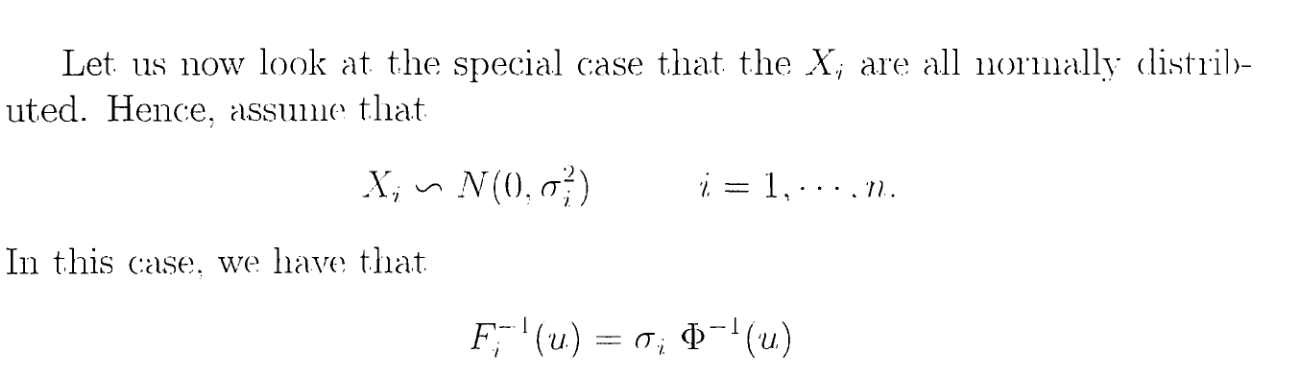 Let us now look at the special case that the X_i are all normally distrib-
uted. Hence, assume that
X_i ∽ N(0, σ_i^2)    i = 1, ⋯ , n.
In this case, we have that
F_i^{-1}(u) = σ_i Φ^{-1}(u)